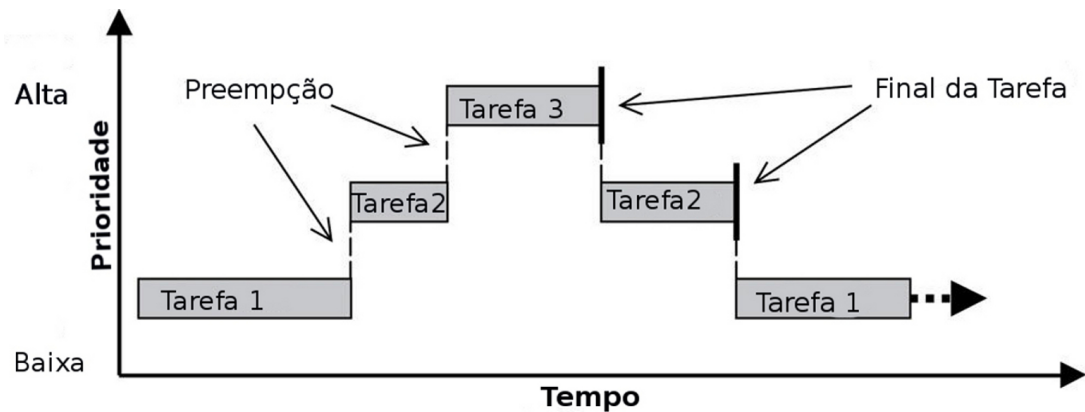 Alta
Preempção
Final da Tarefa
Tarefa 3
Prioridade
Tarefa2
Tarefa2
Tarefa 1
Tarefa 1
Baixa
Tempo